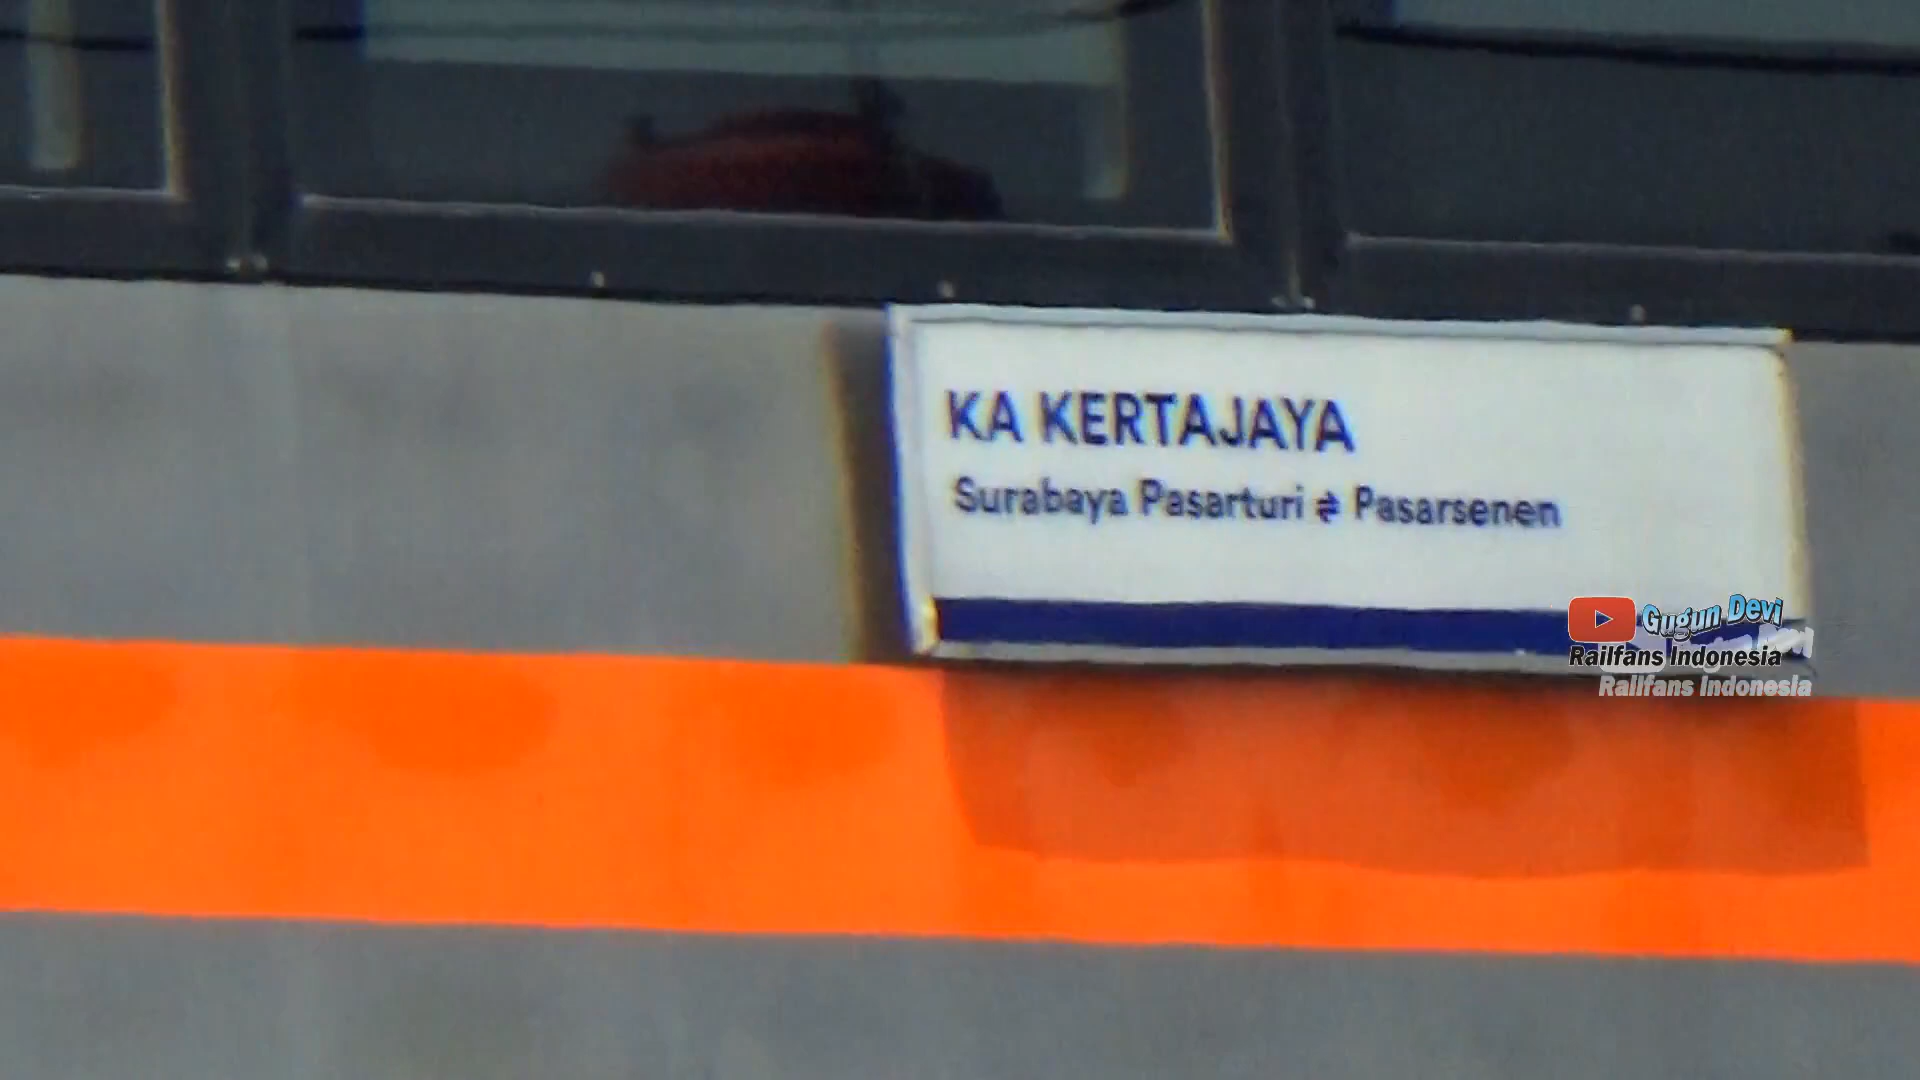 KA KERTAJAYA
Surabaya Pasarturi ⇄ Pasarsenen
Gugun Devi
Railfans Indonesia
Railfans Indonesia